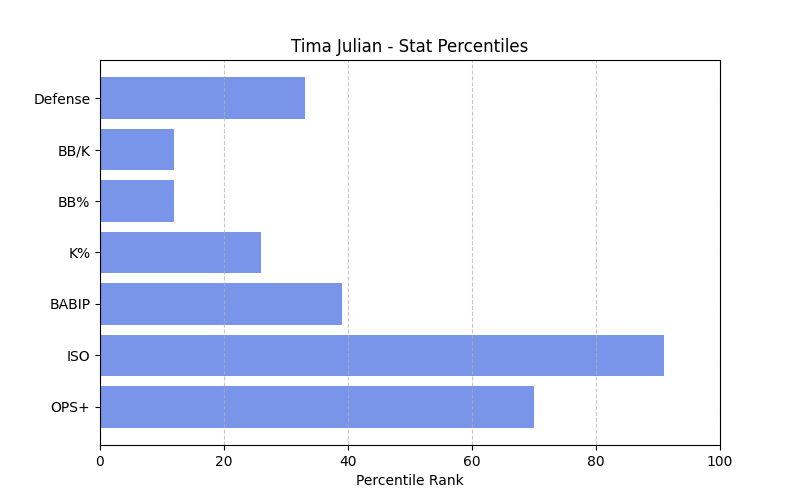 Tima Julian - Stat Percentiles
Defense
BB/K
BB%
K%
BABIP
ISO
OPS+
0 20 40 60 80 100
Percentile Rank